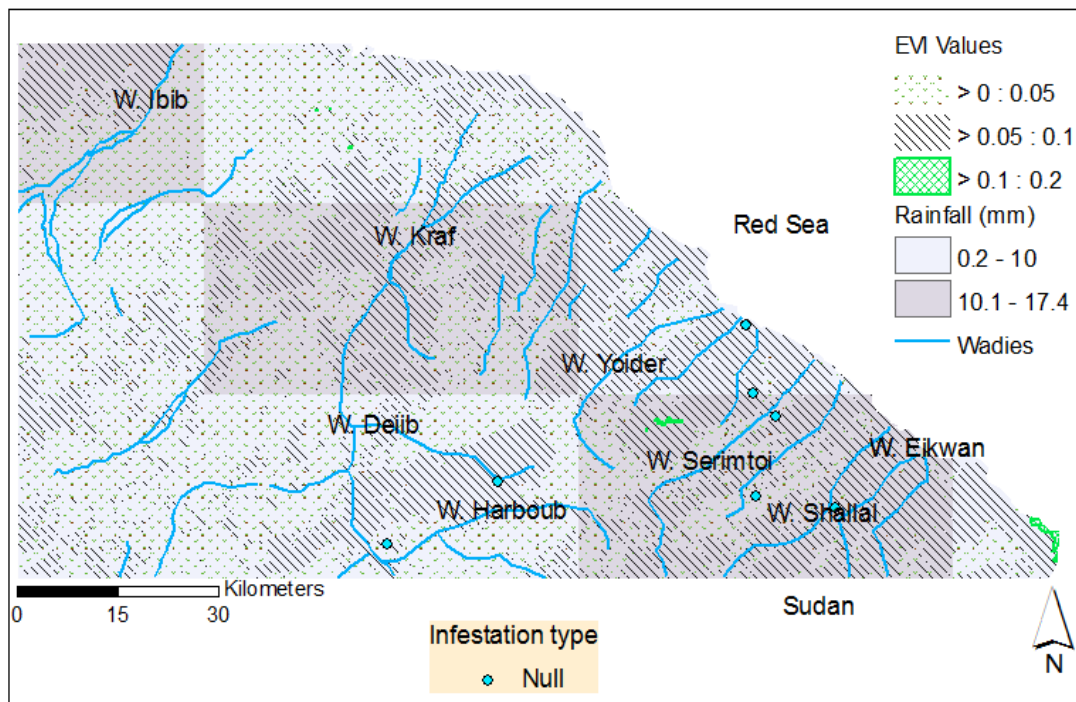 EVI Values
> 0 : 0.05
> 0.05 : 0.1
> 0.1 : 0.2
Rainfall (mm)
0.2 - 10
10.1 - 17.4
Wadies
W. Ibib
W. Kraf
Red Sea
W. Yoider
W. Deiib
W. Serimtoi
W. Eikwan
W. Harboub
W. Shallal
Kilometers
0 15 30
Sudan
N
Infestation type
Null